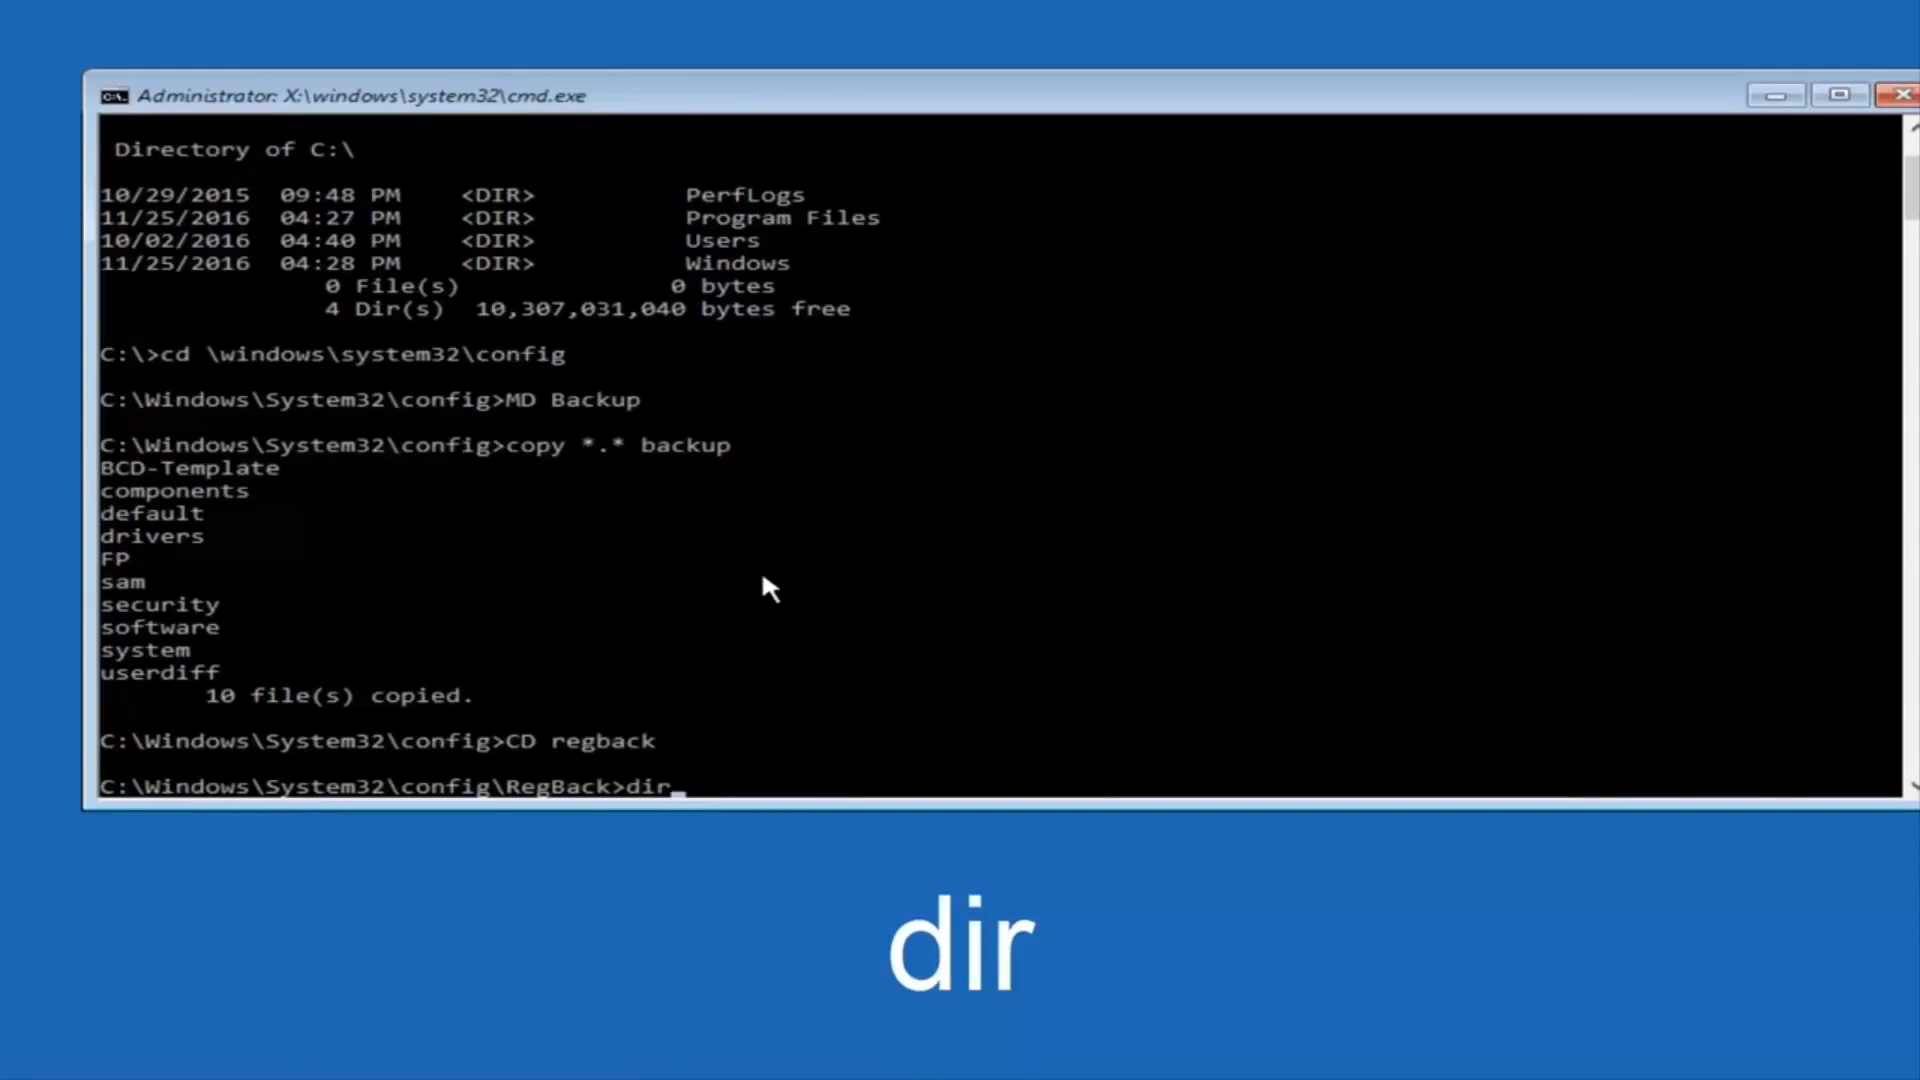 Administrator: X:\windows\system32\cmd.exe
Directory of C:\
10/29/2015 09:48 PM <DIR> PerfLogs
11/25/2016 04:27 PM <DIR> Program Files
10/02/2016 04:40 PM <DIR> Users
11/25/2016 04:28 PM <DIR> Windows
0 File(s) 0 bytes
4 Dir(s) 10,307,031,040 bytes free
C:\>cd \windows\system32\config
C:\Windows\System32\config>MD Backup
C:\Windows\System32\config>copy *.* backup
BCD-Template
components
default
drivers
FP
sam
security
software
system
userdiff
10 file(s) copied.
C:\Windows\System32\config>CD regback
C:\Windows\System32\config\RegBack>dir_
dir